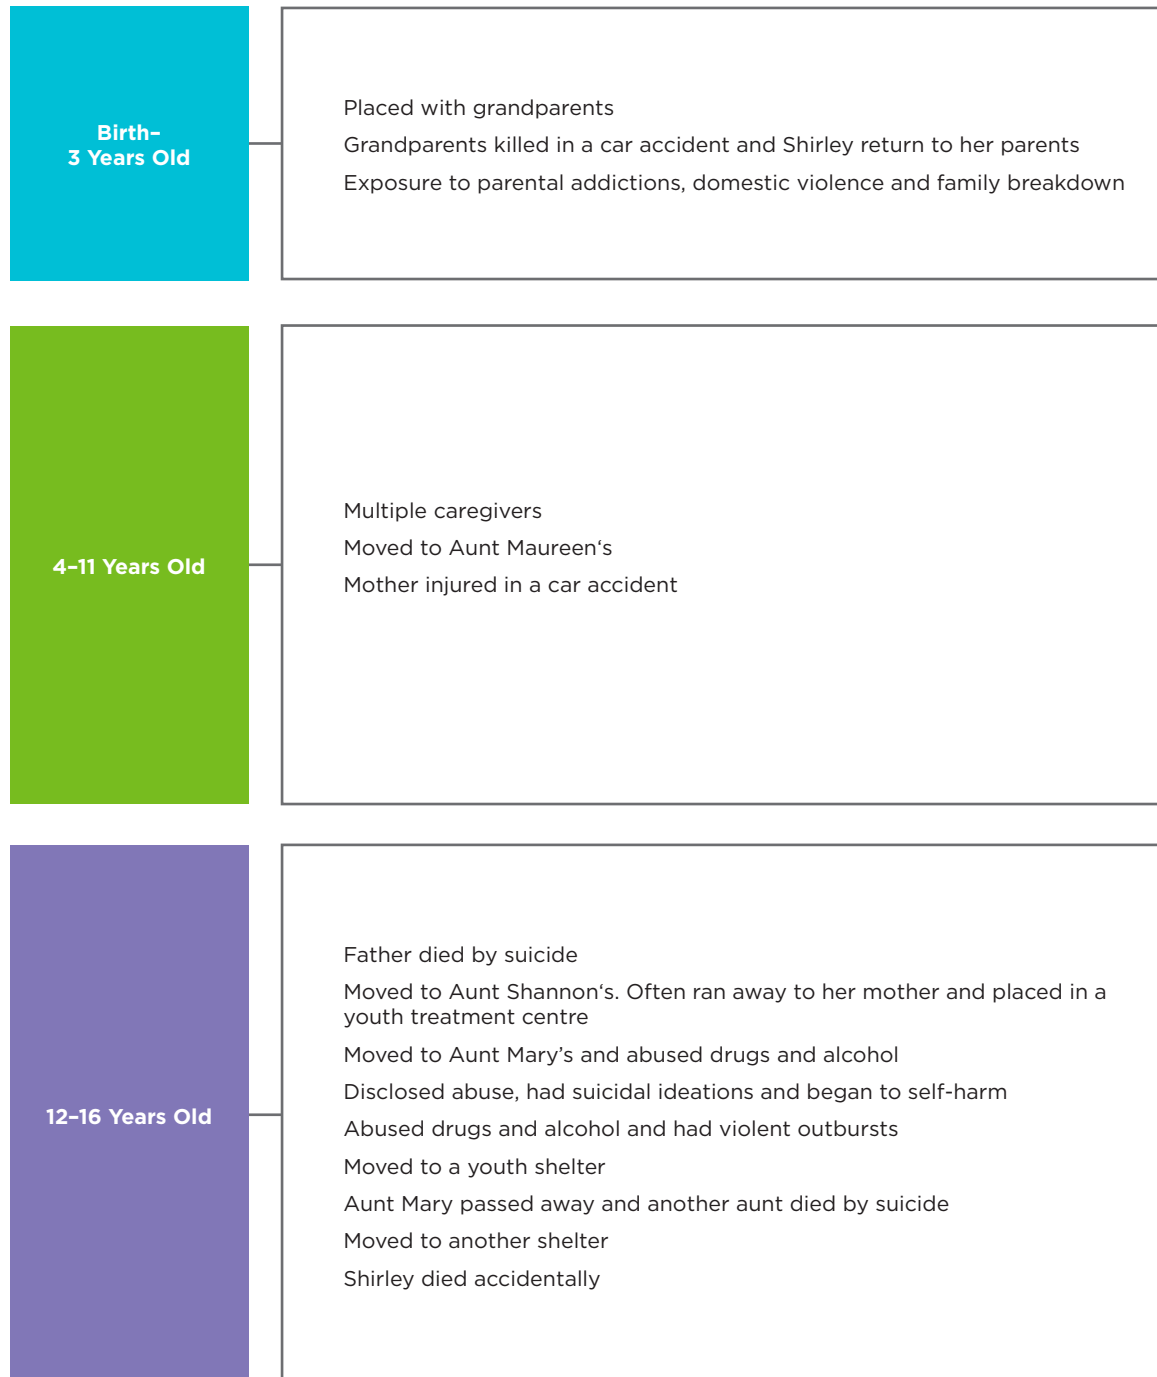 Birth–
3 Years Old
Placed with grandparents
Grandparents killed in a car accident and Shirley return to her parents
Exposure to parental addictions, domestic violence and family breakdown
4–11 Years Old
Multiple caregivers
Moved to Aunt Maureen‘s
Mother injured in a car accident
12–16 Years Old
Father died by suicide
Moved to Aunt Shannon‘s. Often ran away to her mother and placed in a
youth treatment centre
Moved to Aunt Mary’s and abused drugs and alcohol
Disclosed abuse, had suicidal ideations and began to self-harm
Abused drugs and alcohol and had violent outbursts
Moved to a youth shelter
Aunt Mary passed away and another aunt died by suicide
Moved to another shelter
Shirley died accidentally